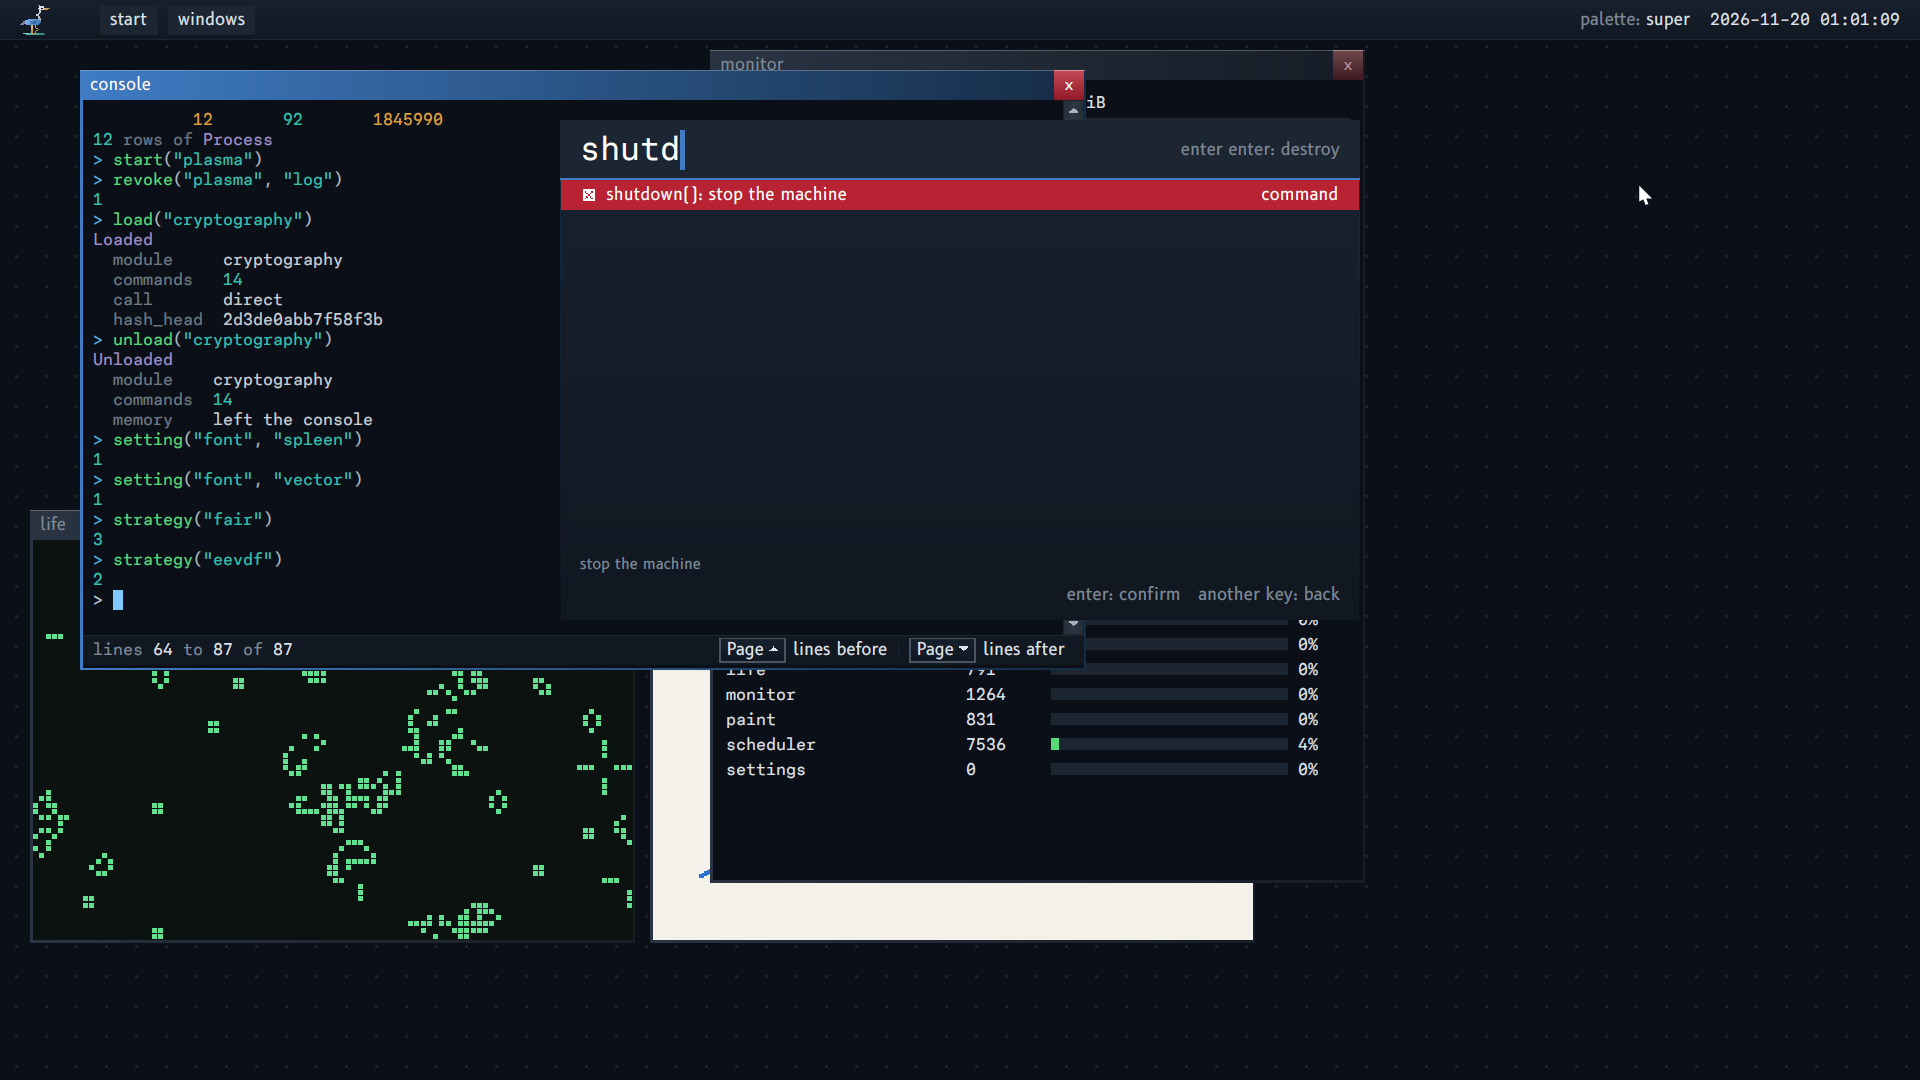 start windows palette: super 2026-11-20 01:01:09
monitor x
console x
iB
12 92 1845990
12 rows of Process
> start("plasma")
> revoke("plasma", "log")
1
> load("cryptography")
Loaded
module cryptography
commands 14
call direct
hash_head 2d3de0abb7f58f3b
> unload("cryptography")
Unloaded
module cryptography
commands 14
memory left the console
> setting("font", "spleen")
1
> setting("font", "vector")
1
> strategy("fair")
3
> strategy("eevdf")
2
>
lines 64 to 87 of 87 Page lines before Page lines after
shutd enter enter: destroy
shutdown[]: stop the machine command
stop the machine
enter: confirm another key: back
life
0%
0%
life 791 0%
monitor 1264 0%
paint 831 0%
scheduler 7536 4%
settings 0 0%